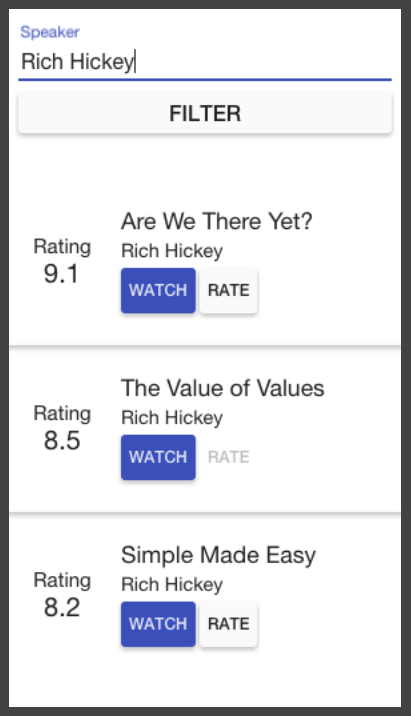 Speaker
Rich Hickey
FILTER
Are We There Yet?
Rating
Rich Hickey
9.1
WATCH RATE
The Value of Values
Rating
Rich Hickey
8.5
WATCH RATE
Simple Made Easy
Rating
Rich Hickey
8.2
WATCH RATE